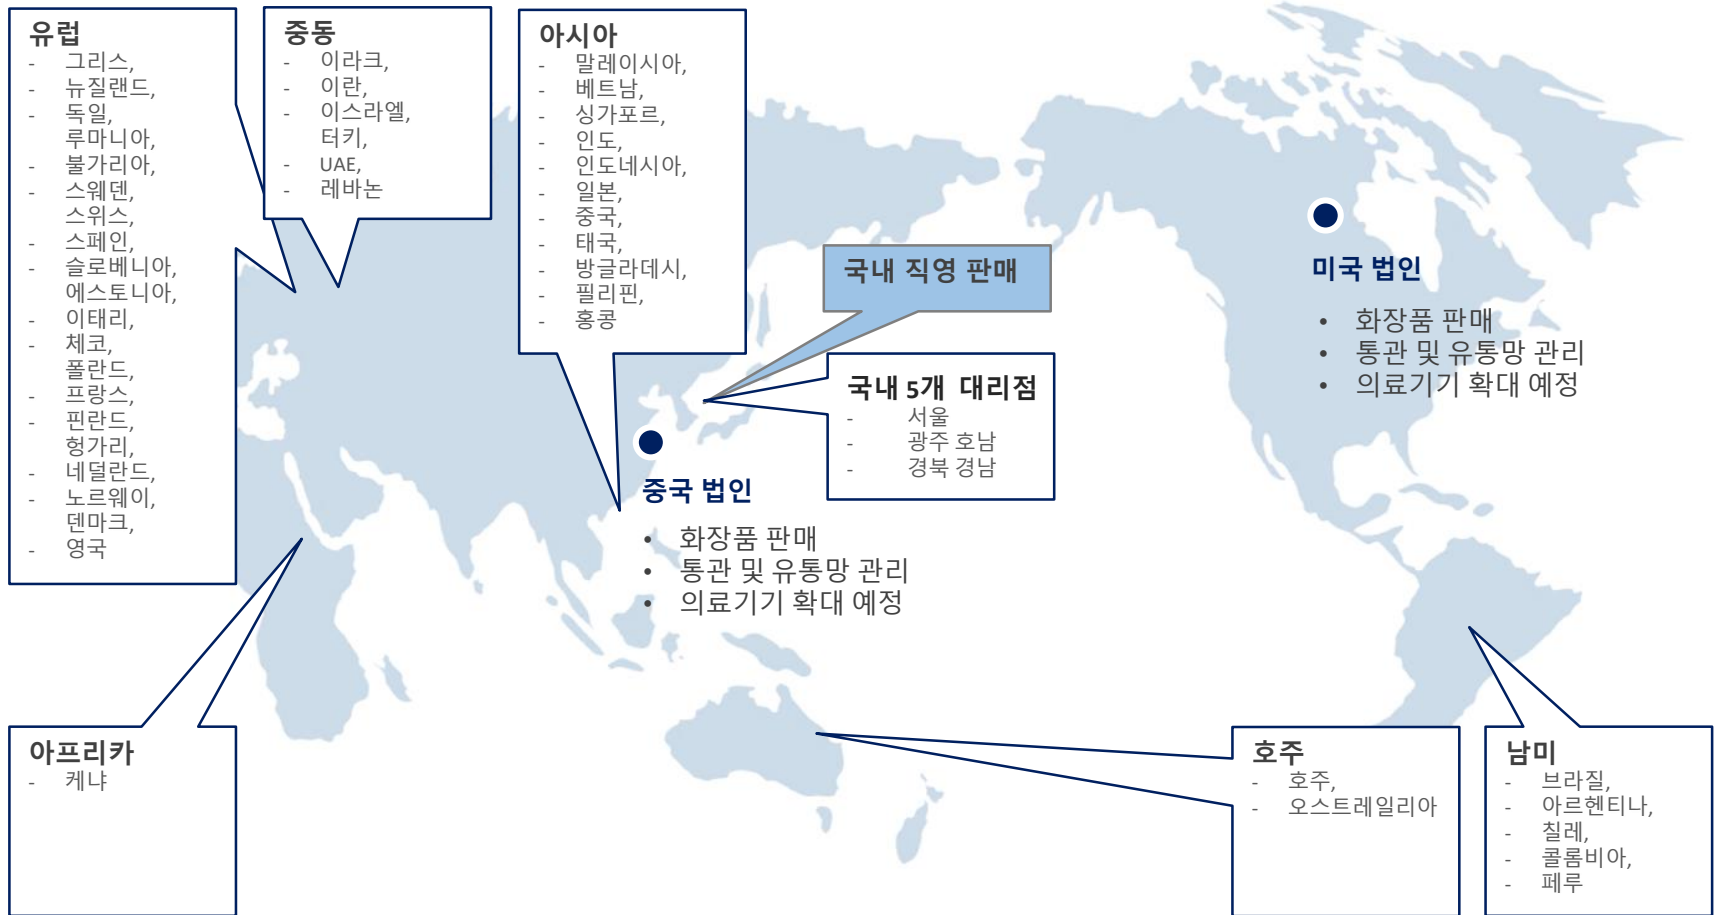 유럽
- 그리스,
- 뉴질랜드,
- 독일,
루마니아,
- 불가리아,
- 스웨덴,
스위스,
- 스페인,
- 슬로베니아,
에스토니아,
- 이태리,
- 체코,
폴란드,
- 프랑스,
- 핀란드,
헝가리,
- 네덜란드,
- 노르웨이,
덴마크,
- 영국
중동
- 이라크,
- 이란,
- 이스라엘,
터키,
- UAE,
- 레바논
아시아
- 말레이시아,
- 베트남,
- 싱가포르,
- 인도,
- 인도네시아,
- 일본,
- 중국,
- 태국,
- 방글라데시,
- 필리핀,
- 홍콩
국내 직영 판매
국내 5개 대리점
- 서울
- 광주 호남
- 경북 경남
중국 법인
• 화장품 판매
• 통관 및 유통망 관리
• 의료기기 확대 예정
미국 법인
• 화장품 판매
• 통관 및 유통망 관리
• 의료기기 확대 예정
아프리카
- 케냐
호주
- 호주,
- 오스트레일리아
남미
- 브라질,
- 아르헨티나,
- 칠레,
- 콜롬비아,
- 페루